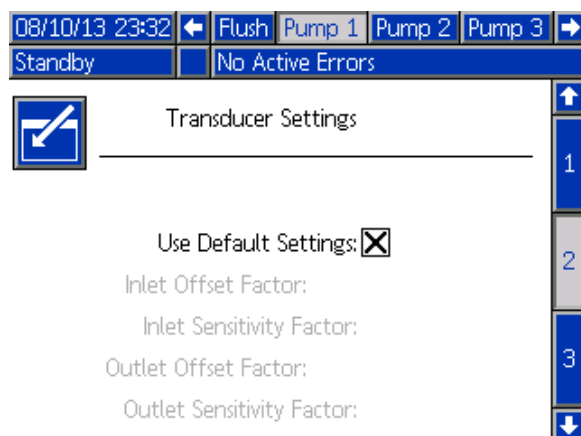 08/10/13 23:32 Flush Pump 1 Pump 2 Pump 3
Standby No Active Errors
Transducer Settings
1
Use Default Settings:
2
Inlet Offset Factor:
Inlet Sensitivity Factor:
3
Outlet Offset Factor:
Outlet Sensitivity Factor: